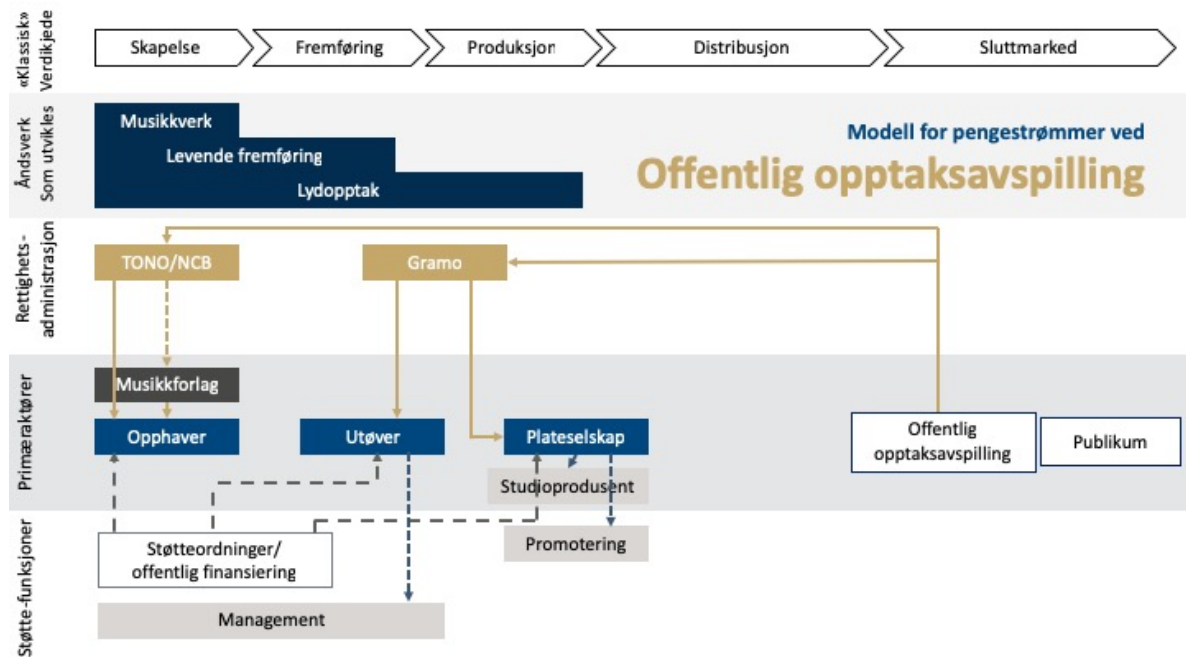 «Klassisk»
Verdikjede
Skapelse
Fremføring
Produksjon
Distribusjon
Sluttmarked
Åndsverk
Som utvikles
Musikkverk
Levende fremføring
Lydopptak
Modell for pengestrømmer ved
Offentlig opptaksavspilling
Rettighets-
administrasjon
TONO/NCB
Gramo
Primæraktører
Musikkforlag
Opphaver
Utøver
Plateselskap
Studioprodusent
Offentlig
opptaksavspilling
Publikum
Støtte-funksjoner
Støtteordninger/
offentlig finansiering
Promotering
Management